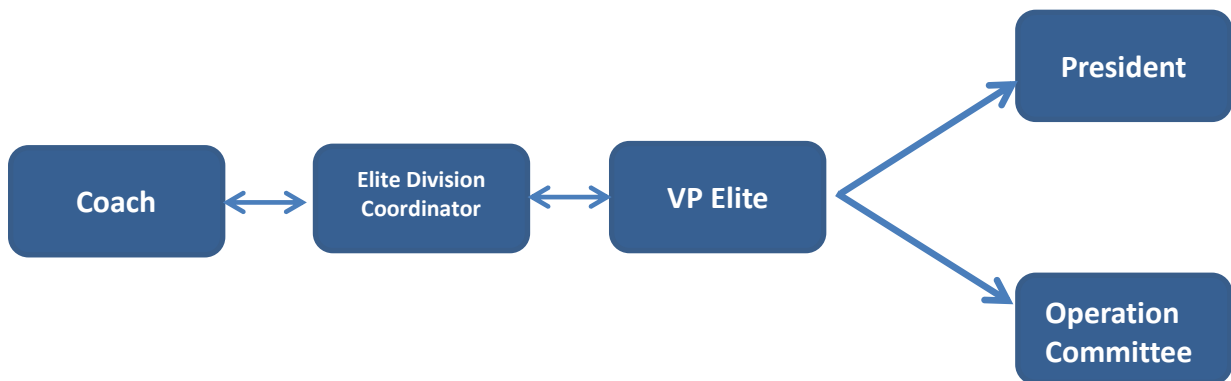 Coach
Elite Division
Coordinator
VP Elite
President
Operation
Committee